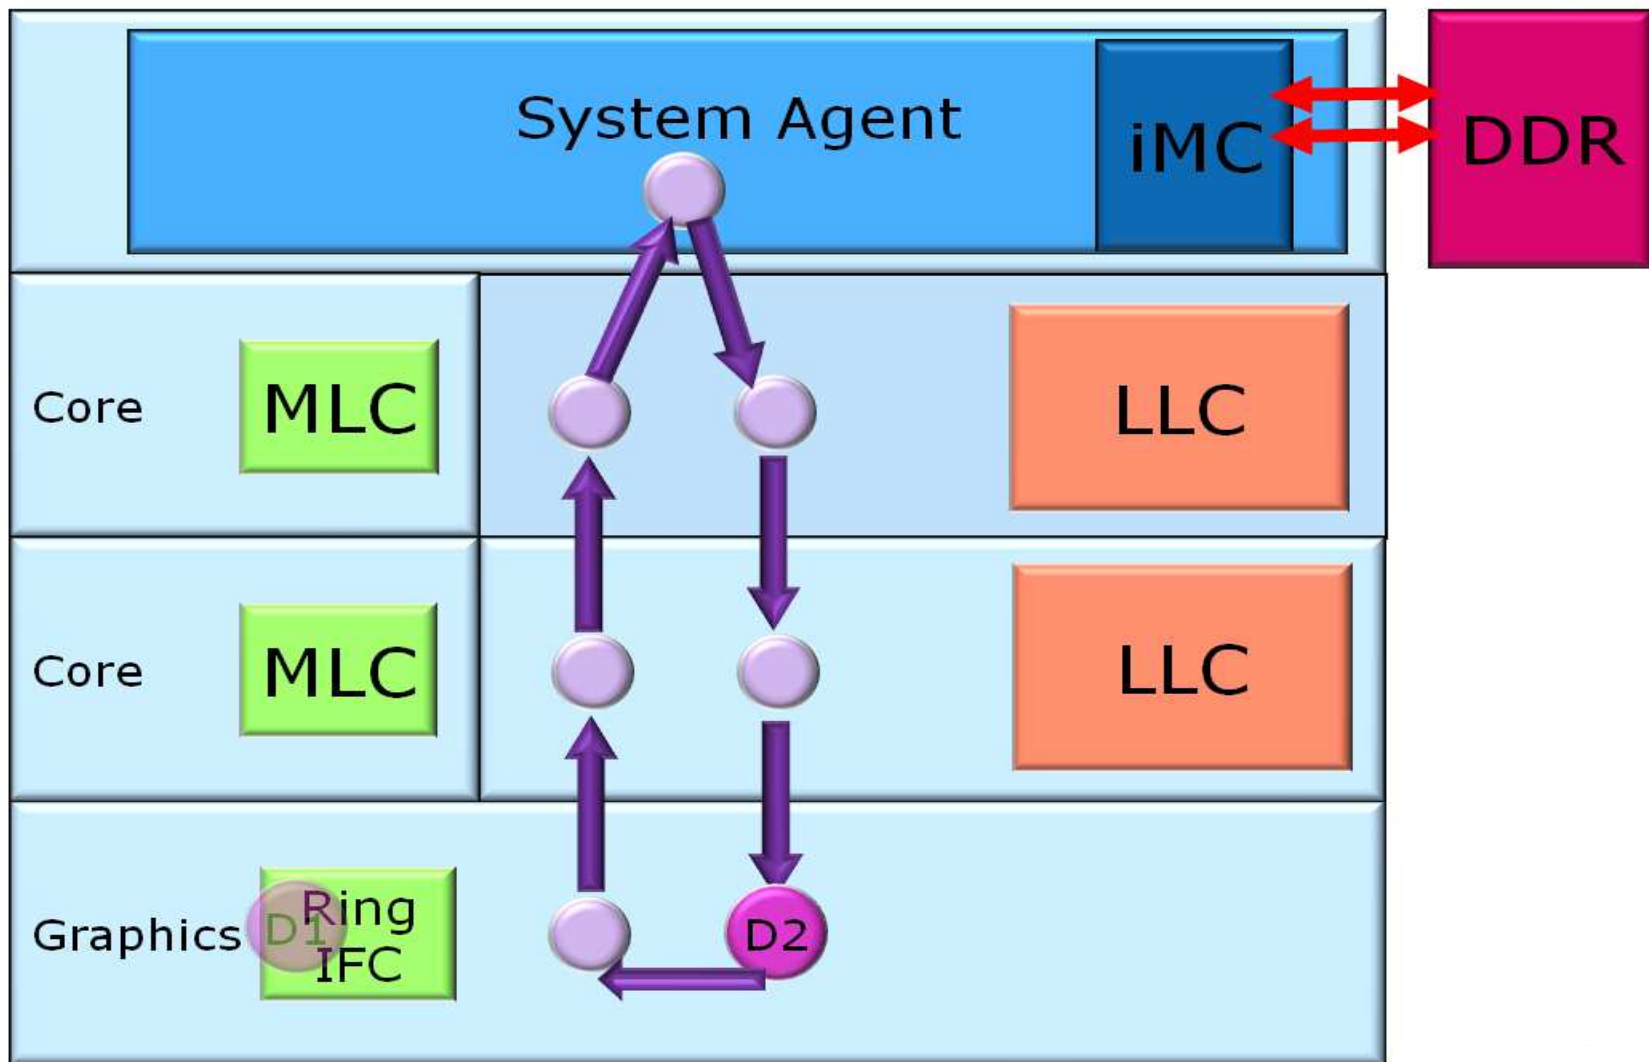 System Agent
iMC
DDR
Core
MLC
LLC
Core
MLC
LLC
Graphics
D1
Ring
IFC
D2